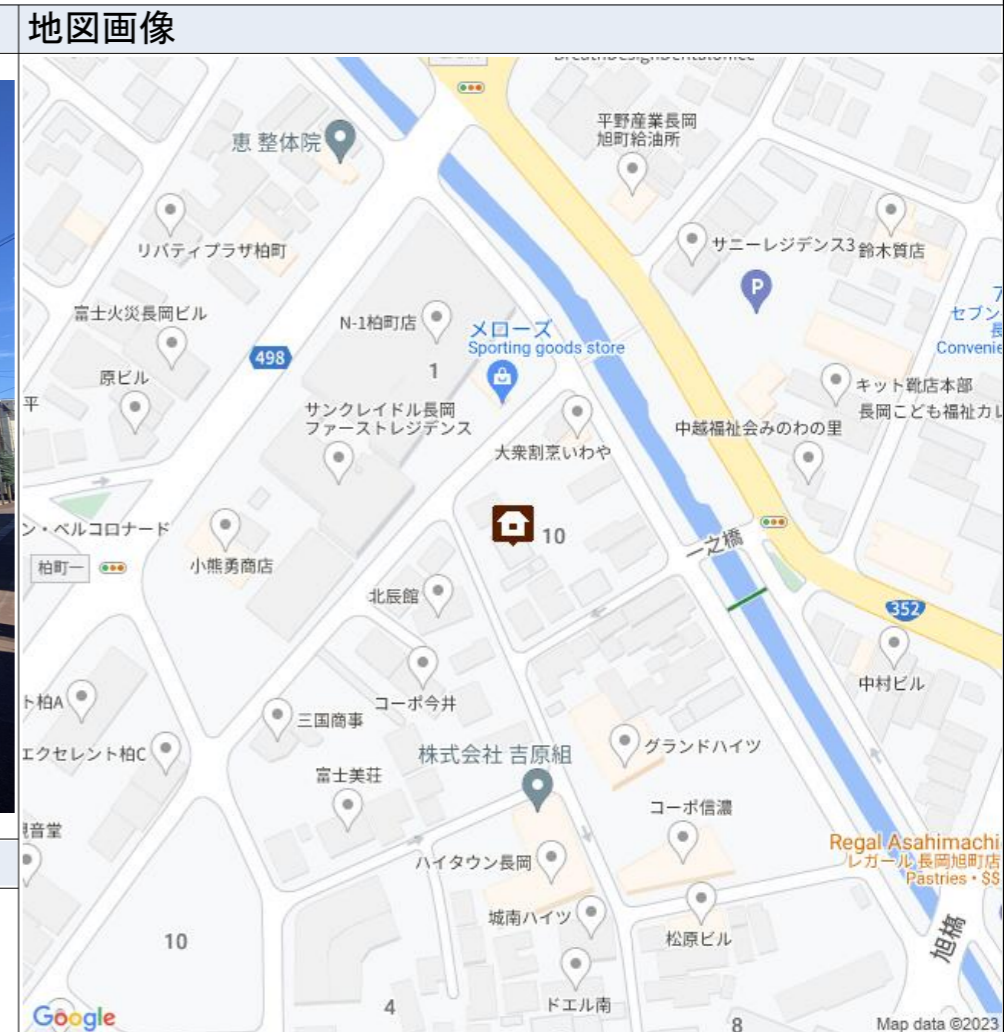 地図画像
平野産業長岡
旭町給油所
恵 整体院
リバティプラザ柏町
サニーレジデンス3
鈴木質店
P
富士火災長岡ビル
N-1柏町店
メローズ
Sporting goods store
セブン
Convenie
498
1
原ビル
キット靴店本部
平
サンクレイドル長岡
ファーストレジデンス
長岡こども福祉カレ
中越福祉会みのわの里
大衆割烹いわや
ン・ベルコロナード
10
一之橋
柏町一
小熊勇商店
北辰館
352
中村ビル
ト柏A
コーポ今井
三国商事
エクセレント柏C
株式会社 吉原組
グランドハイツ
富士美荘
コーポ信濃
音堂
ハイタウン長岡
Regal Asahimachi
レガール 長岡旭町店
Pastries • $$
城南ハイツ
松原ビル
旭橋
10
4
ドエル南
8
Google
Map data ©2023